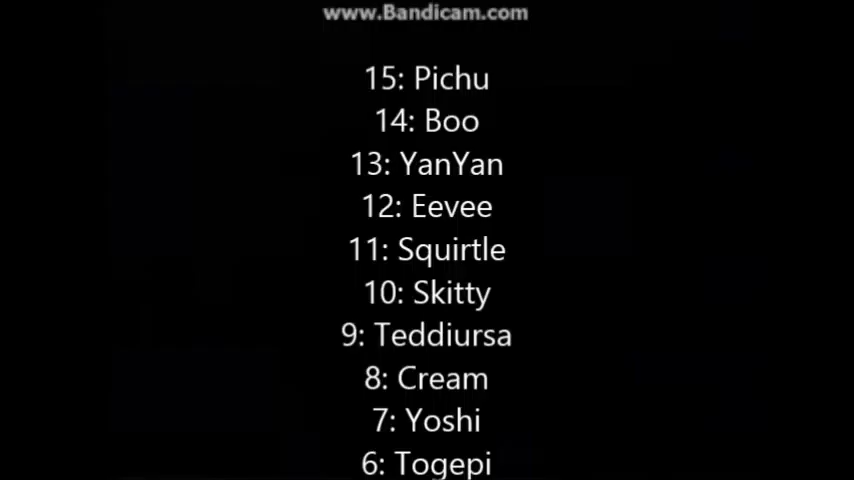 www.Bandicam.com
15: Pichu
14: Boo
13: YanYan
12: Eevee
11: Squirtle
10: Skitty
9: Teddiursa
8: Cream
7: Yoshi
6: Togepi